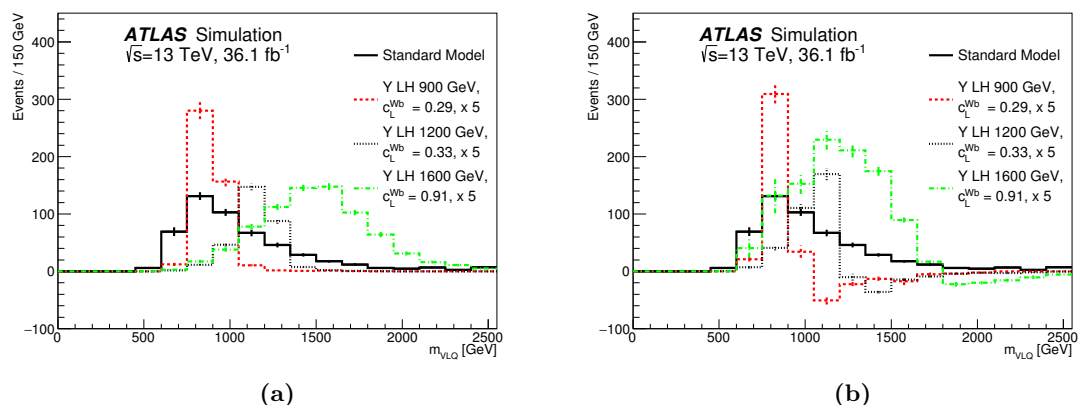 Events / 150 GeV
400
300
200
100
0
−100
ATLAS Simulation
√s=13 TeV, 36.1 fb⁻¹
Standard Model
Y LH 900 GeV,
c_L^Wb = 0.29, x 5
Y LH 1200 GeV,
c_L^Wb = 0.33, x 5
Y LH 1600 GeV,
c_L^Wb = 0.91, x 5
0 500 1000 1500 2000 2500
m_VLQ [GeV]
(a)
Events / 150 GeV
400
300
200
100
0
−100
ATLAS Simulation
√s=13 TeV, 36.1 fb⁻¹
Standard Model
Y LH 900 GeV,
c_L^Wb = 0.29, x 5
Y LH 1200 GeV,
c_L^Wb = 0.33, x 5
Y LH 1600 GeV,
c_L^Wb = 0.91, x 5
0 500 1000 1500 2000 2500
m_VLQ [GeV]
(b)